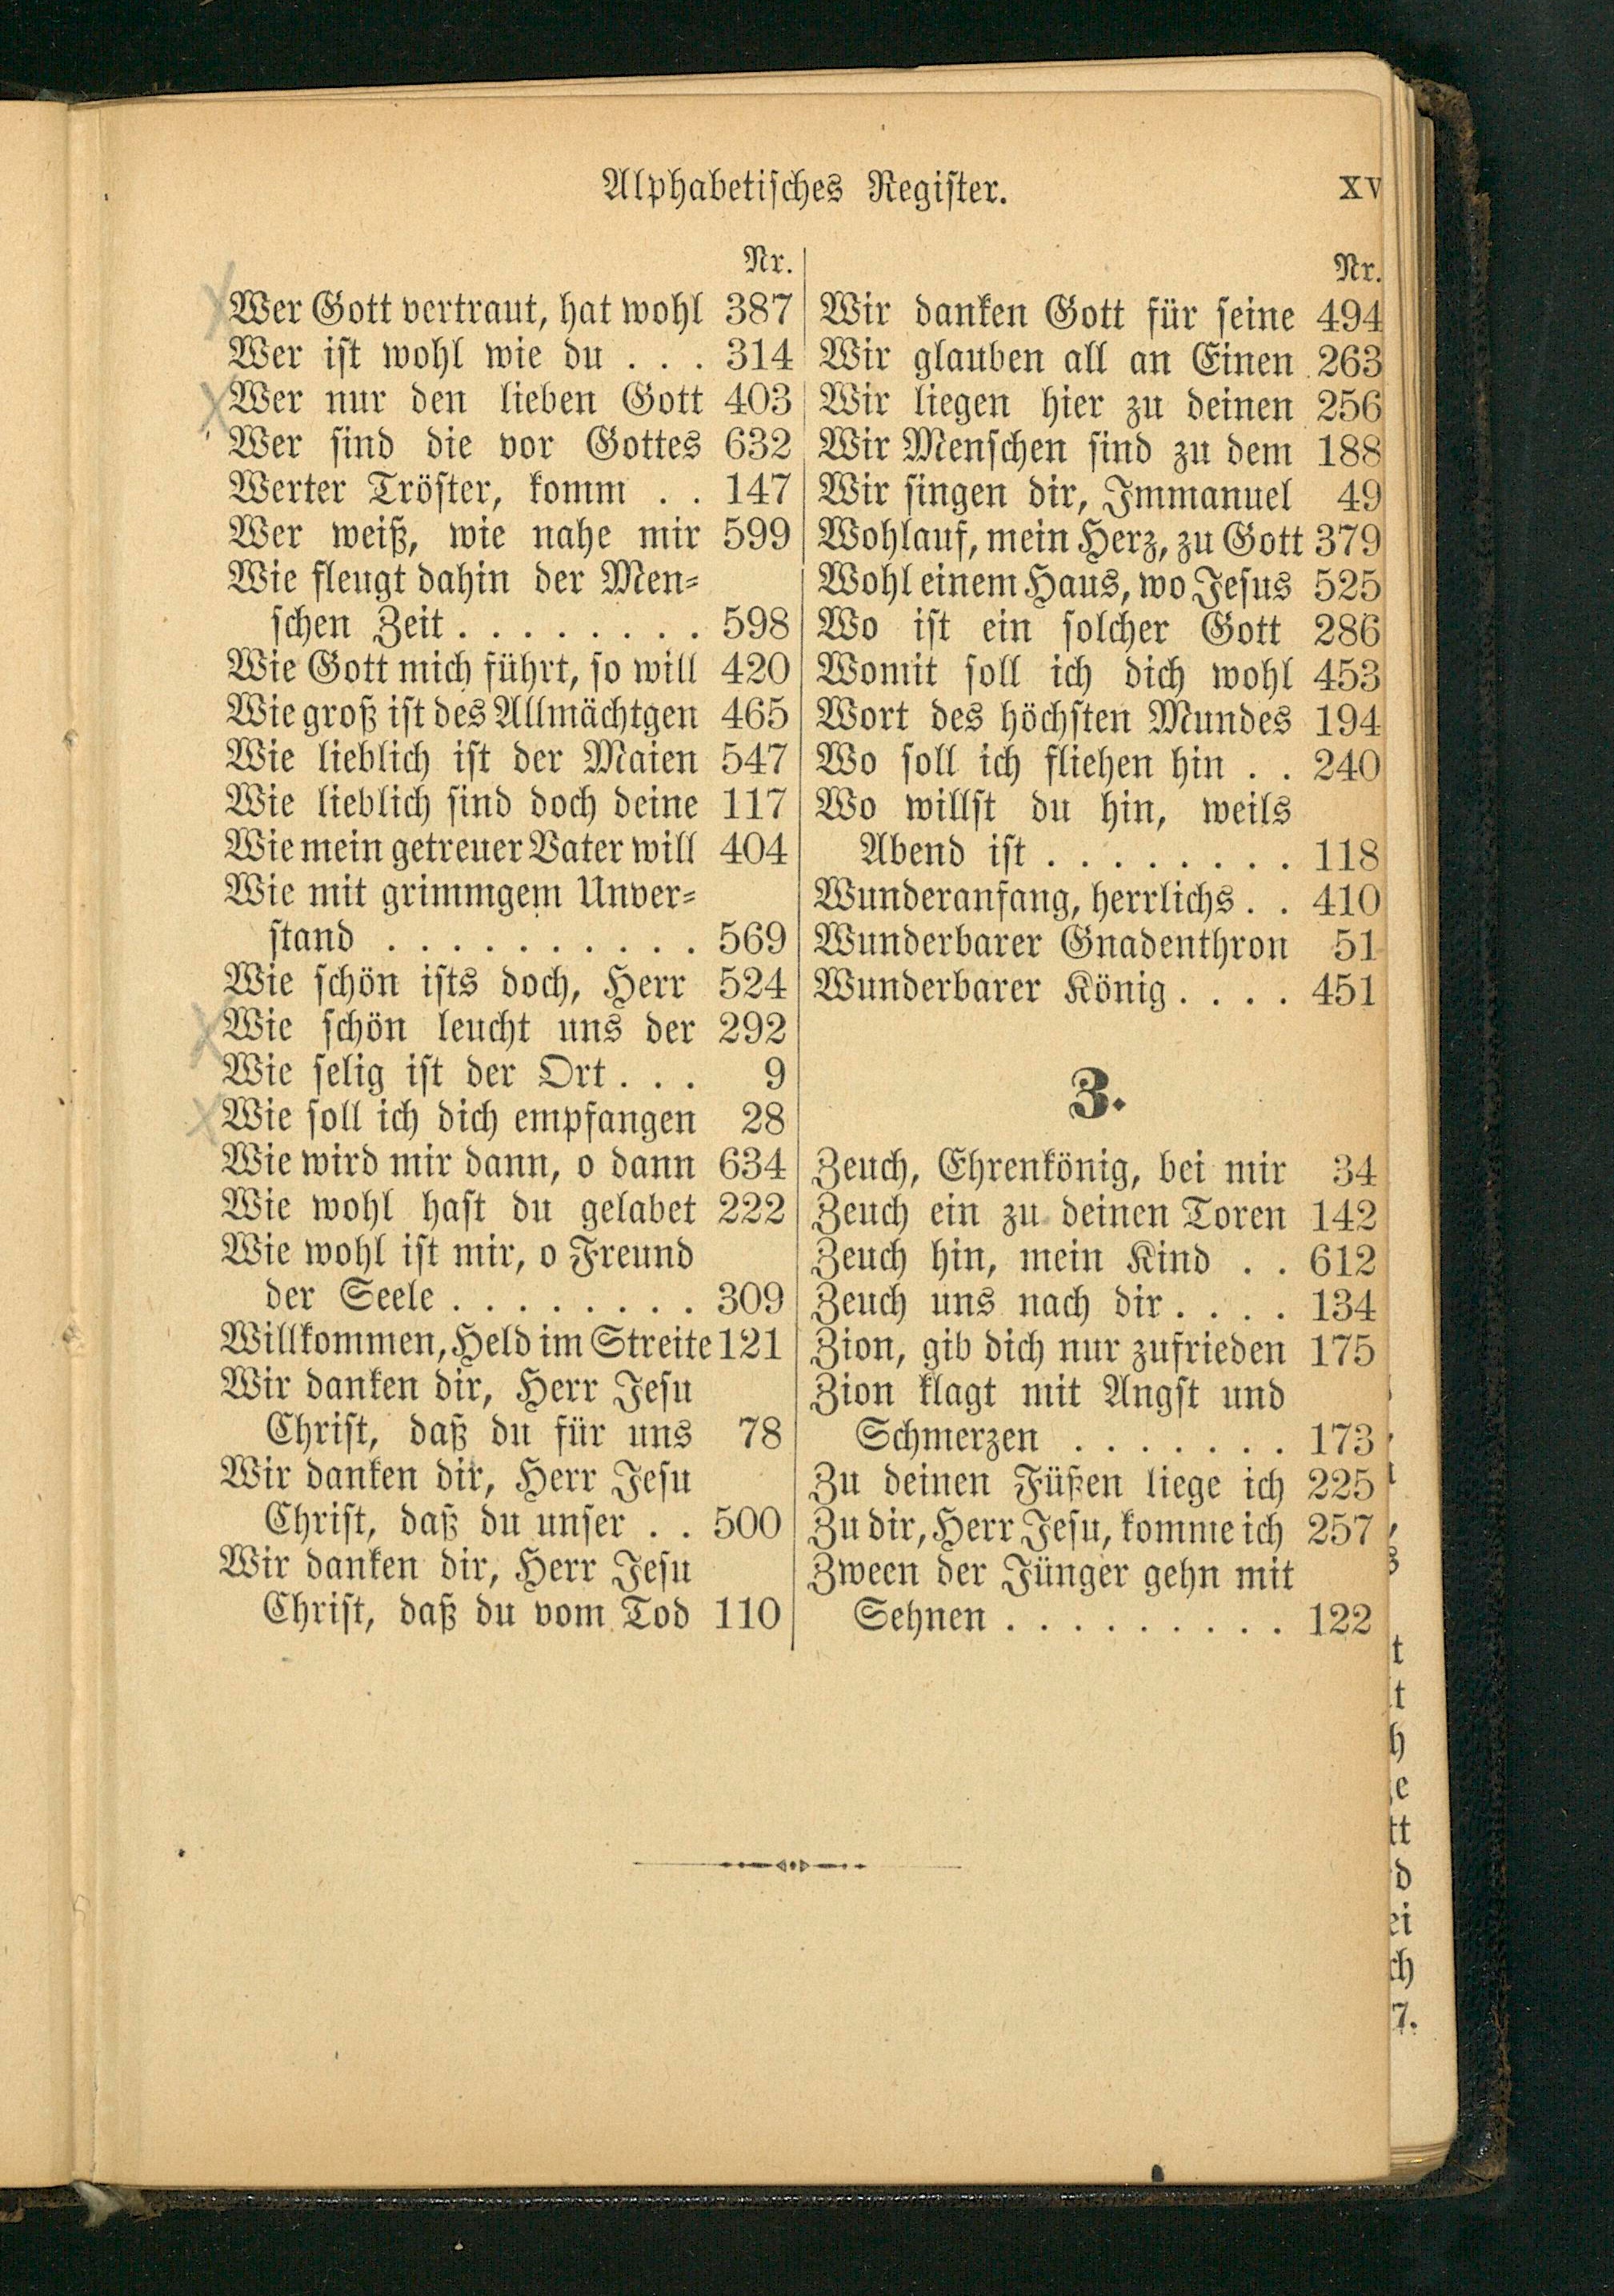 Alphabetisches Register.
XV
Nr.
Wer Gott vertraut, hat wohl 387
Wer ist wohl wie du . . . 314
Wer nur den lieben Gott 403
Wer sind die vor Gottes 632
Werter Tröster, komm . . 147
Wer weiß, wie nahe mir 599
Wie fleugt dahin der Men-
schen Zeit . . . . . . . . 598
Wie Gott mich führt, so will 420
Wie groß ist des Allmächtgen 465
Wie lieblich ist der Maien 547
Wie lieblich sind doch deine 117
Wie mein getreuer Vater will 404
Wie mit grimmgem Unver-
stand . . . . . . . . . . 569
Wie schön ists doch, Herr 524
Wie schön leucht uns der 292
Wie selig ist der Ort . . . 9
Wie soll ich dich empfangen 28
Wie wird mir dann, o dann 634
Wie wohl hast du gelabet 222
Wie wohl ist mir, o Freund
der Seele . . . . . . . . 309
Willkommen, Held im Streite 121
Wir danken dir, Herr Jesu
Christ, daß du für uns 78
Wir danken dir, Herr Jesu
Christ, daß du unser . . 500
Wir danken dir, Herr Jesu
Christ, daß du vom Tod 110
Nr.
Wir danken Gott für seine 494
Wir glauben all an Einen 263
Wir liegen hier zu deinen 256
Wir Menschen sind zu dem 188
Wir singen dir, Immanuel 49
Wohlauf, mein Herz, zu Gott 379
Wohl einem Haus, wo Jesus 525
Wo ist ein solcher Gott 286
Womit soll ich dich wohl 453
Wort des höchsten Mundes 194
Wo soll ich fliehen hin . . 240
Wo willst du hin, weils
Abend ist . . . . . . . . 118
Wunderanfang, herrlichs . . 410
Wunderbarer Gnadenthron 51
Wunderbarer König . . . . 451
Z.
Zeuch, Ehrenkönig, bei mir 34
Zeuch ein zu deinen Toren 142
Zeuch hin, mein Kind . . 612
Zeuch uns nach dir . . . . 134
Zion, gib dich nur zufrieden 175
Zion klagt mit Angst und
Schmerzen . . . . . . . 173
Zu deinen Füßen liege ich 225
Zu dir, Herr Jesu, komme ich 257
Zween der Jünger gehn mit
Sehnen . . . . . . . . . 122